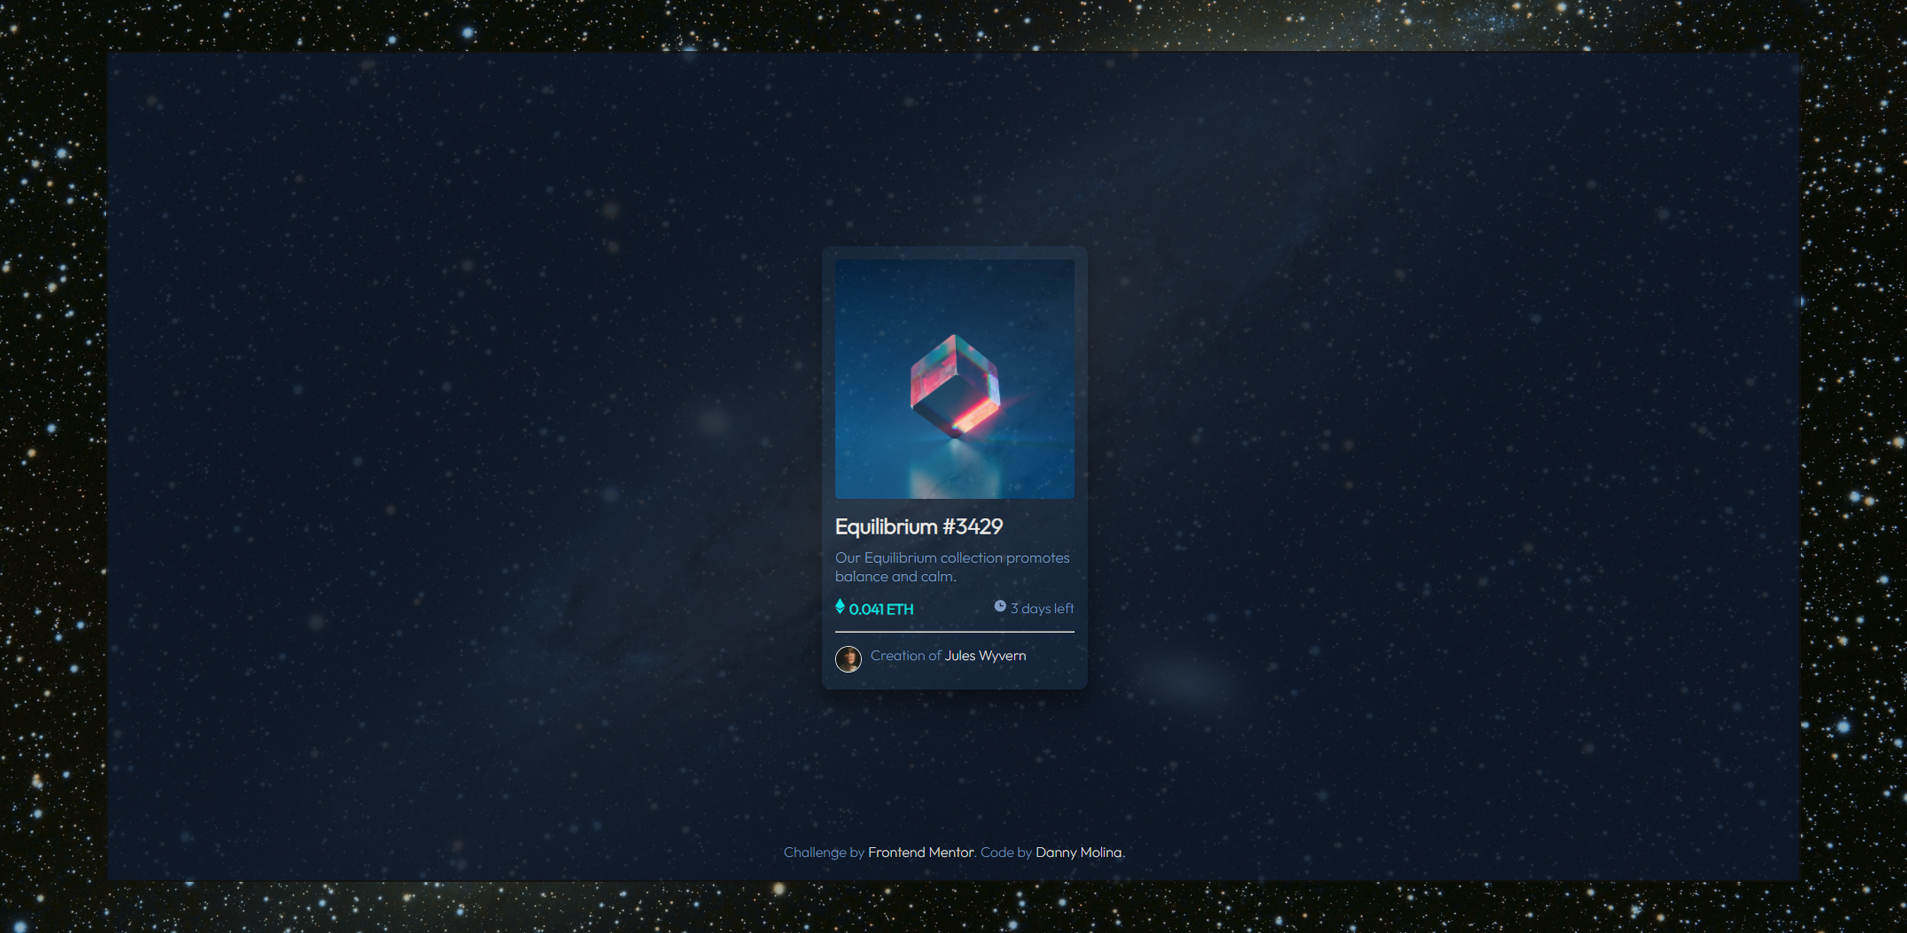 Equilibrium #3429
Our Equilibrium collection promotes
balance and calm.
0.041 ETH
3 days left
Creation of Jules Wyvern
Challenge by Frontend Mentor. Code by Danny Molina.